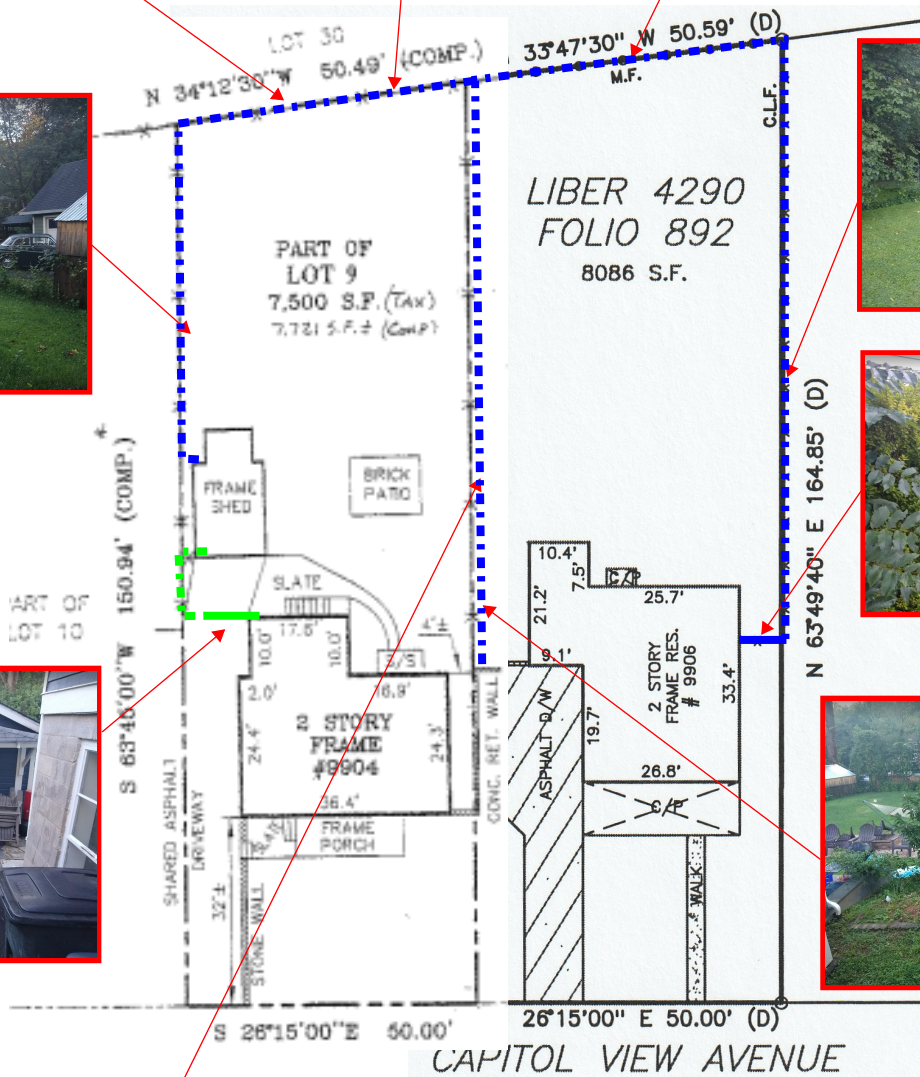 LOT 30
N 34°12'30"W 50.49' (COMP.)
33°47'30" W 50.59' (D)
M.F.
C.L.F.
LIBER 4290
FOLIO 892
8086 S.F.
PART OF
LOT 9
7,500 S.F. (TAX)
7,721 S.F.± (COMP)
S 63°45'00"W 150.94' (COMP.)
N 63°49'40" E 164.85' (D)
FRAME
SHED
BRICK
PATIO
SLATE
ART OF
LOT 10
17.6'
10.0'
10.0'
4'±
2.0'
16.9'
24.4'
24.3'
2 STORY
FRAME
#9904
36.4'
FRAME
PORCH
SHARED ASPHALT
DRIVEWAY
32'±
STONE WALL
CONC. RET. WALL
10.4'
7.5'
C/P
25.7'
21.2'
9.1'
2 STORY
FRAME RES.
# 9906
33.4'
ASPHALT D/W
19.7'
26.8'
C/P
WALK
S 26°15'00"E 50.00'
26°15'00" E 50.00' (D)
CAPITOL VIEW AVENUE